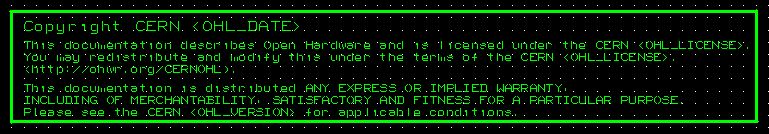 Copyright CERN <OHL_DATE>.
This documentation describes Open Hardware and is licensed under the CERN <OHL_LICENSE>.
You may redistribute and modify this under the terms of the CERN <OHL_LICENSE>.
(http://ohwr.org/CERNOHL).
This documentation is distributed ANY EXPRESS OR IMPLIED WARRANTY,
INCLUDING OF MERCHANTABILITY, SATISFACTORY AND FITNESS FOR A PARTICULAR PURPOSE.
Please see the CERN <OHL_VERSION> for applicable conditions.